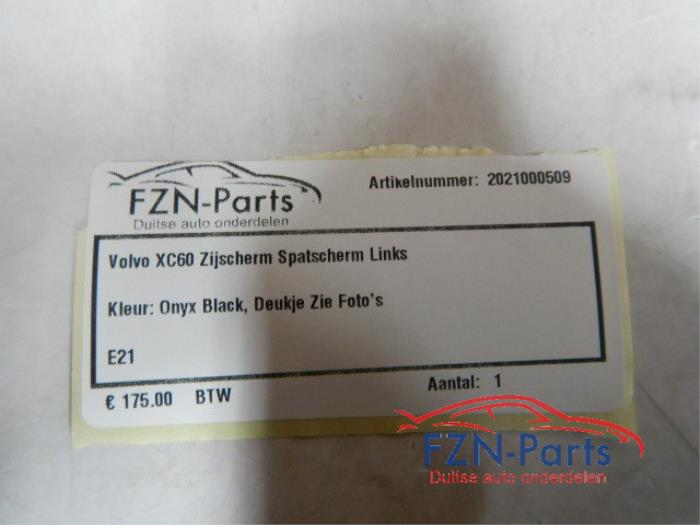 FZN-Parts
Duitse auto onderdelen
Artikelnummer: 2021000509
Volvo XC60 Zijscherm Spatscherm Links
Kleur: Onyx Black, Deukje Zie Foto's
E21
€ 175.00 BTW
Aantal: 1
FZN-Parts
Duitse auto onderdelen